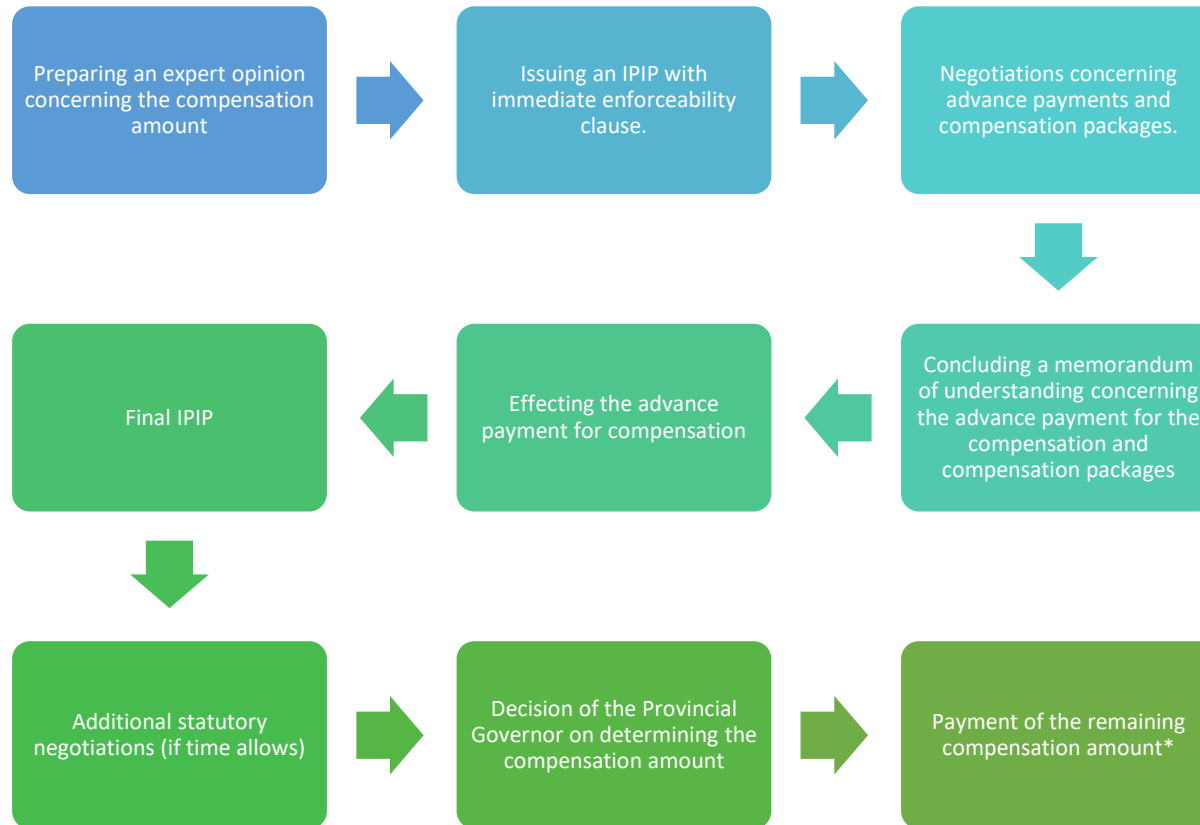 Preparing an expert opinion
concerning the compensation
amount
Issuing an IPIP with
immediate enforceability
clause.
Negotiations concerning
advance payments and
compensation packages.
Concluding a memorandum
of understanding concerning
the advance payment for the
compensation and
compensation packages
Effecting the advance
payment for compensation
Final IPIP
Additional statutory
negotiations (if time allows)
Decision of the Provincial
Governor on determining the
compensation amount
Payment of the remaining
compensation amount*